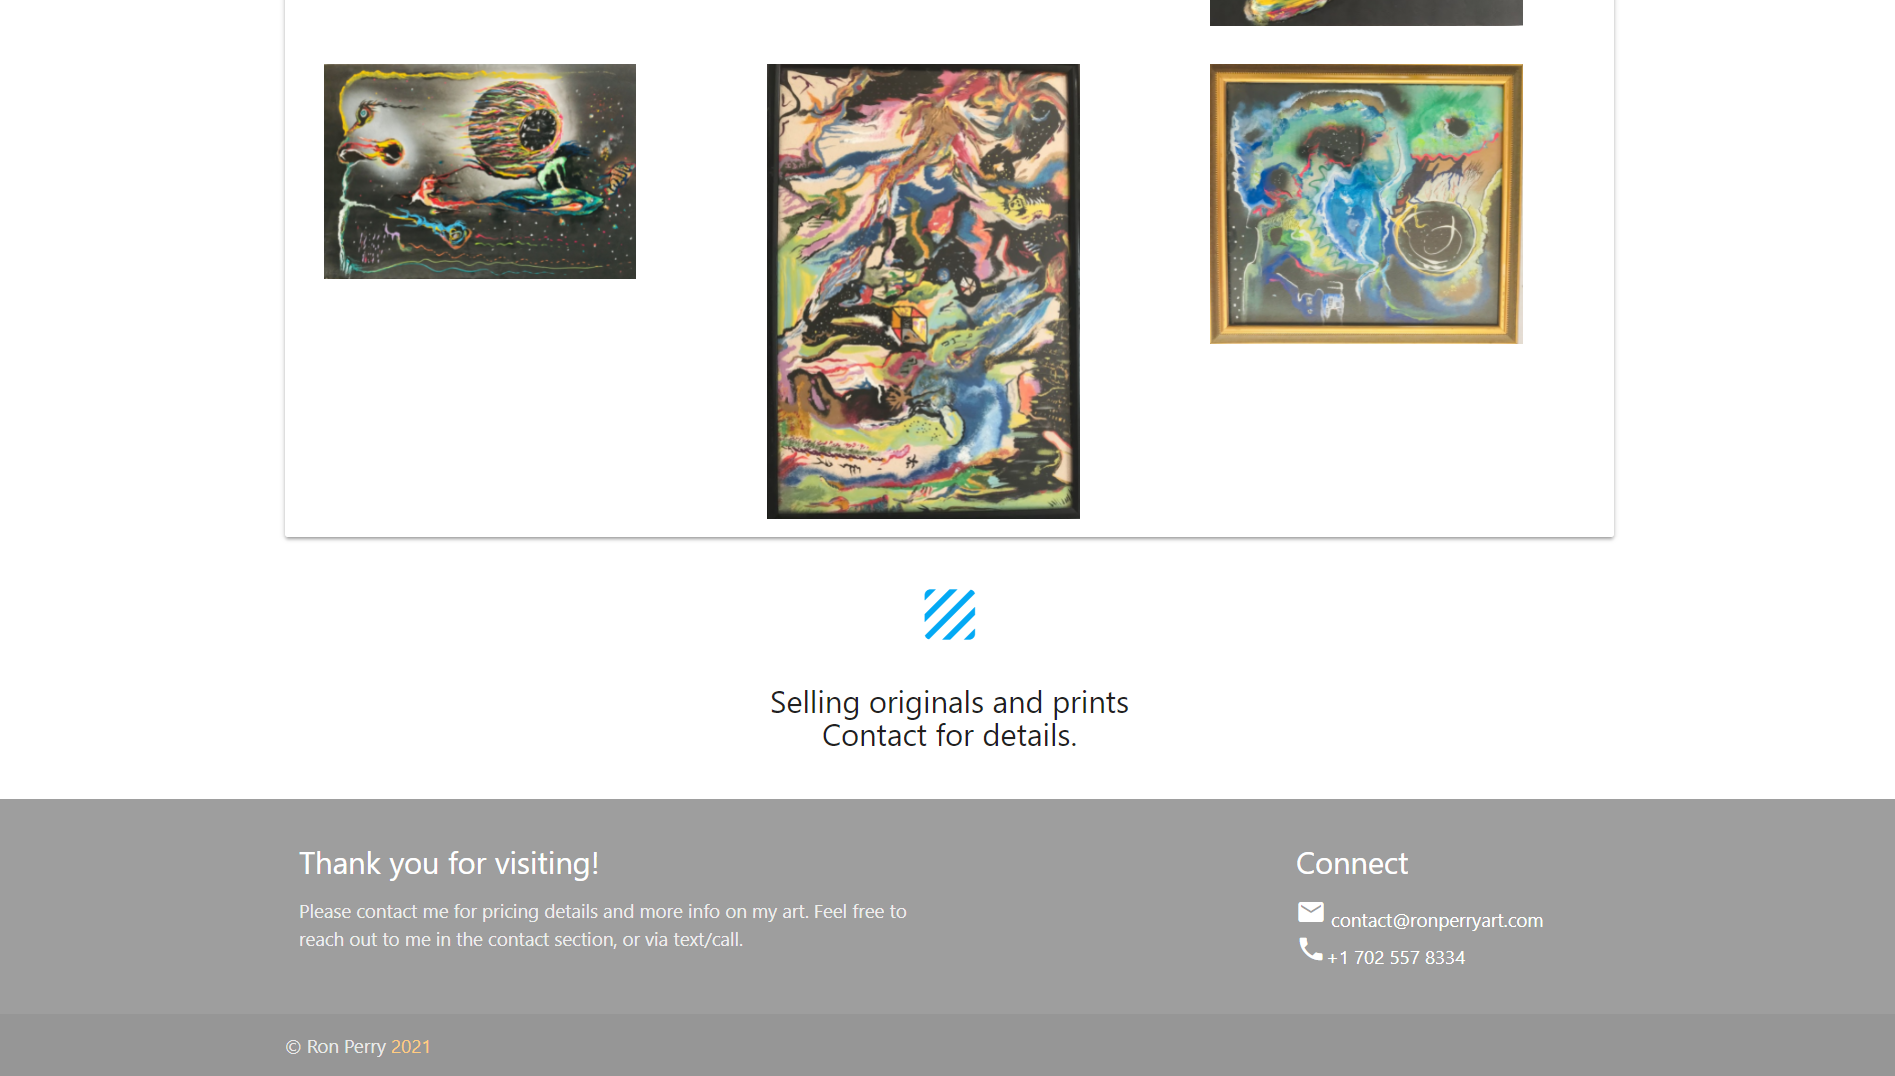 Selling originals and prints
Contact for details.
Thank you for visiting!
Please contact me for pricing details and more info on my art. Feel free to
reach out to me in the contact section, or via text/call.
Connect
contact@ronperryart.com
+1 702 557 8334
© Ron Perry 2021